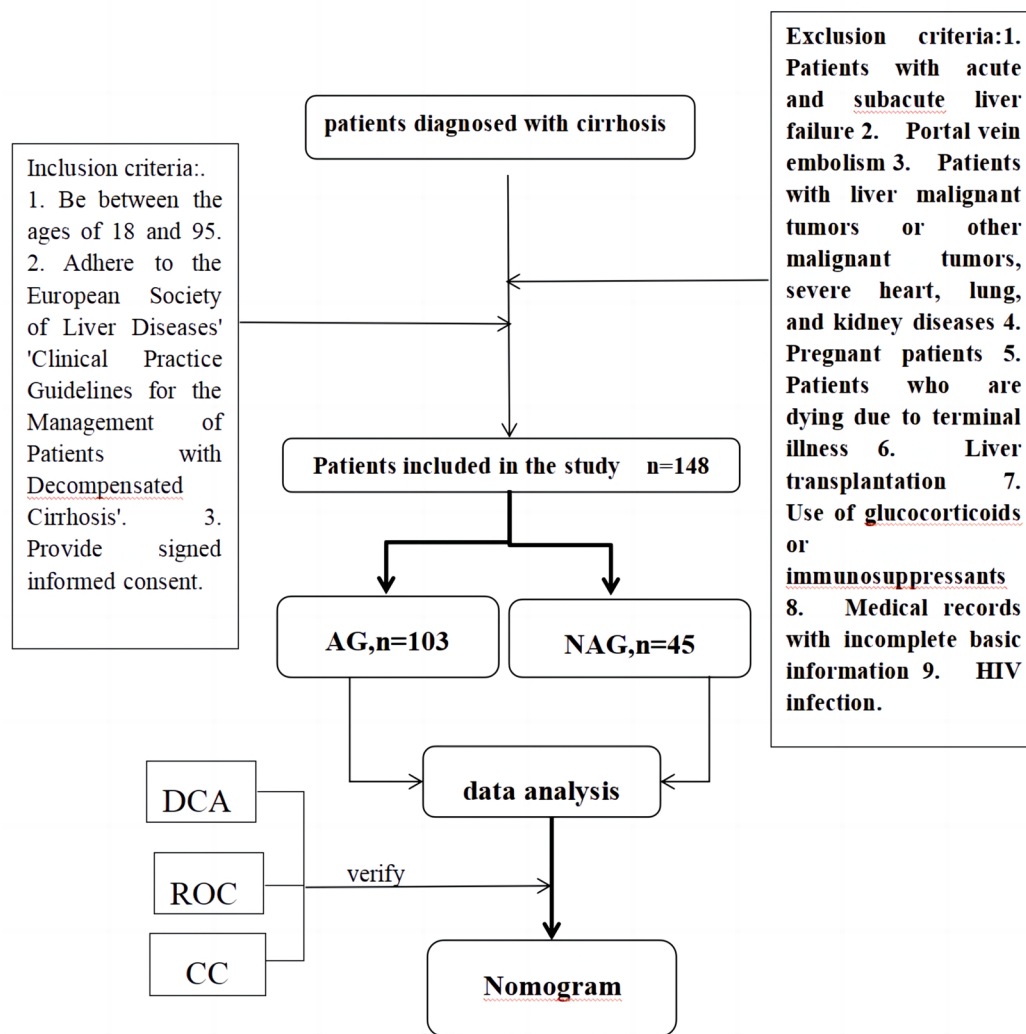 patients diagnosed with cirrhosis
Inclusion criteria:.
1. Be between the
ages of 18 and 95.
2. Adhere to the
European Society
of Liver Diseases'
'Clinical Practice
Guidelines for the
Management of
Patients with
Decompensated
Cirrhosis'. 3.
Provide signed
informed consent.
Exclusion criteria:1.
Patients with acute
and subacute liver
failure 2. Portal vein
embolism 3. Patients
with liver malignant
tumors or other
malignant tumors,
severe heart, lung,
and kidney diseases 4.
Pregnant patients 5.
Patients who are
dying due to terminal
illness 6. Liver
transplantation 7.
Use of glucocorticoids
or
immunosuppressants
8. Medical records
with incomplete basic
information 9. HIV
infection.
Patients included in the study n=148
AG,n=103
NAG,n=45
data analysis
DCA
ROC
CC
verify
Nomogram